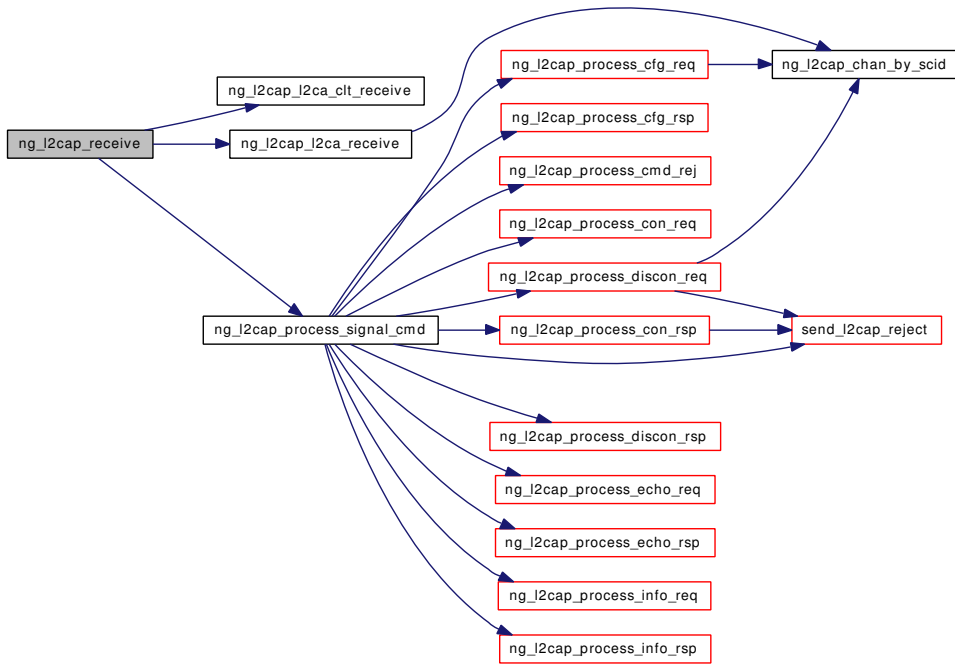 ng_l2cap_receive
ng_l2cap_l2ca_clt_receive
ng_l2cap_l2ca_receive
ng_l2cap_process_signal_cmd
ng_l2cap_process_cfg_req
ng_l2cap_process_cfg_rsp
ng_l2cap_process_cmd_rej
ng_l2cap_process_con_req
ng_l2cap_process_discon_req
ng_l2cap_process_con_rsp
ng_l2cap_process_discon_rsp
ng_l2cap_process_echo_req
ng_l2cap_process_echo_rsp
ng_l2cap_process_info_req
ng_l2cap_process_info_rsp
ng_l2cap_chan_by_scid
send_l2cap_reject